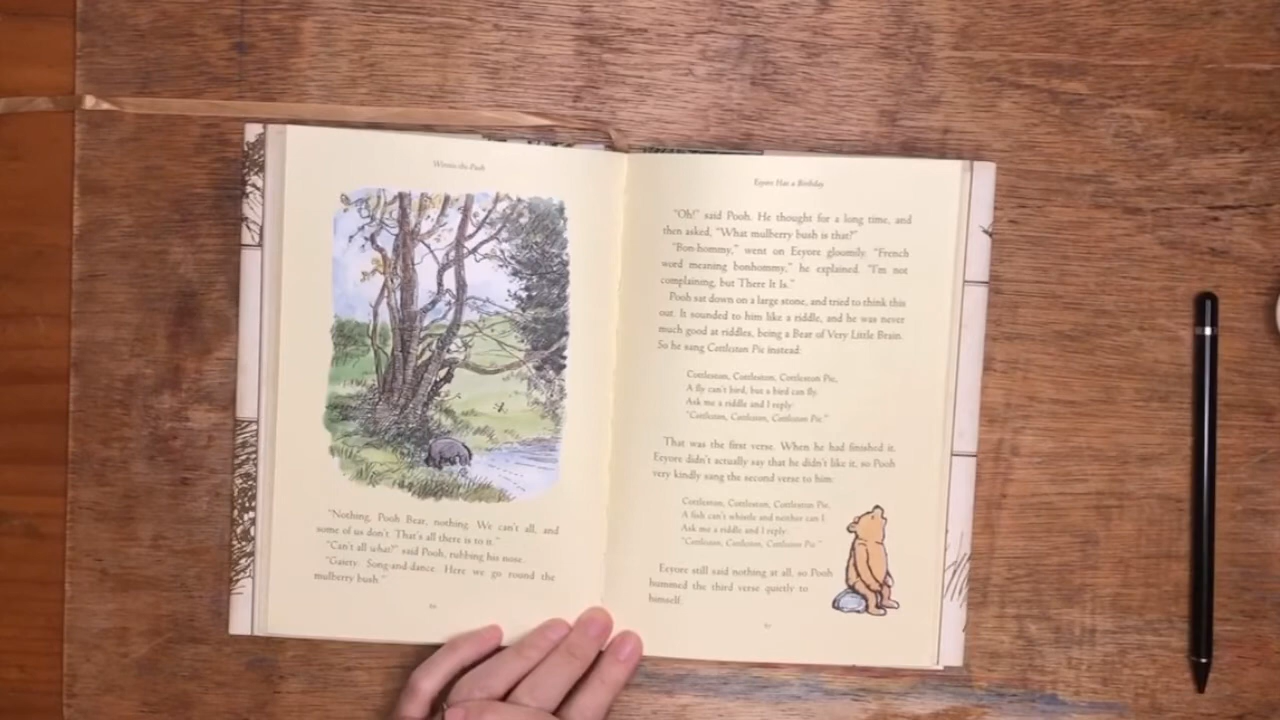 Winnie-the-Pooh
"Nothing, Pooh Bear, nothing. We can't all, and
some of us don't. That's all there is to it."
"Can't all what?" said Pooh, rubbing his nose.
"Gaiety. Song-and-dance. Here we go round the
mulberry bush."
Eeyore Has a Birthday
"Oh!" said Pooh. He thought for a long time, and
then asked, "What mulberry bush is that?"
"Bon-hommy," went on Eeyore gloomily. "French
word meaning bonhommy," he explained. "I'm not
complaining, but There It Is."
Pooh sat down on a large stone, and tried to think this
out. It sounded to him like a riddle, and he was never
much good at riddles, being a Bear of Very Little Brain.
So he sang Cottleston Pie instead:
Cottleston, Cottleston, Cottleston Pie,
A fly can't bird, but a bird can fly.
Ask me a riddle and I reply:
"Cottleston, Cottleston, Cottleston Pie."
That was the first verse. When he had finished it,
Eeyore didn't actually say that he didn't like it, so Pooh
very kindly sang the second verse to him:
Cottleston, Cottleston, Cottleston Pie,
A fish can't whistle and neither can I.
Ask me a riddle and I reply:
"Cottleston, Cottleston, Cottleston Pie."
Eeyore still said nothing at all, so Pooh
hummed the third verse quietly to
himself: